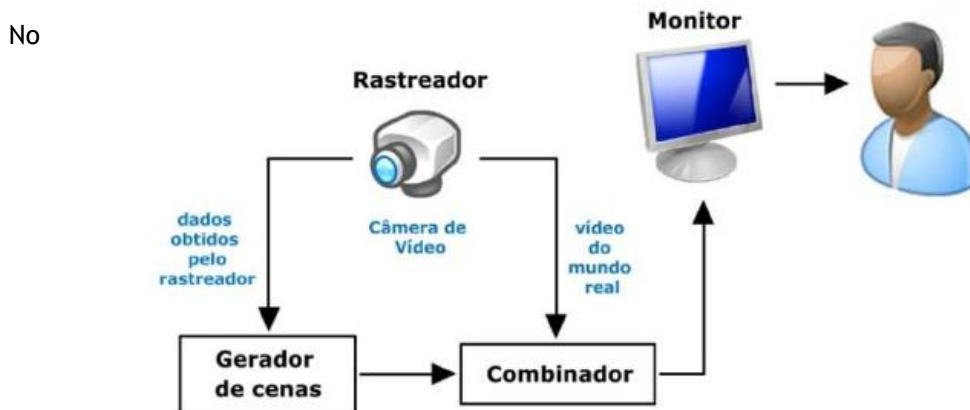 No
Monitor
Rastreador
Câmera de
Vídeo
dados
obtidos
pelo
rastreador
vídeo
do
mundo
real
Gerador
de cenas
Combinador